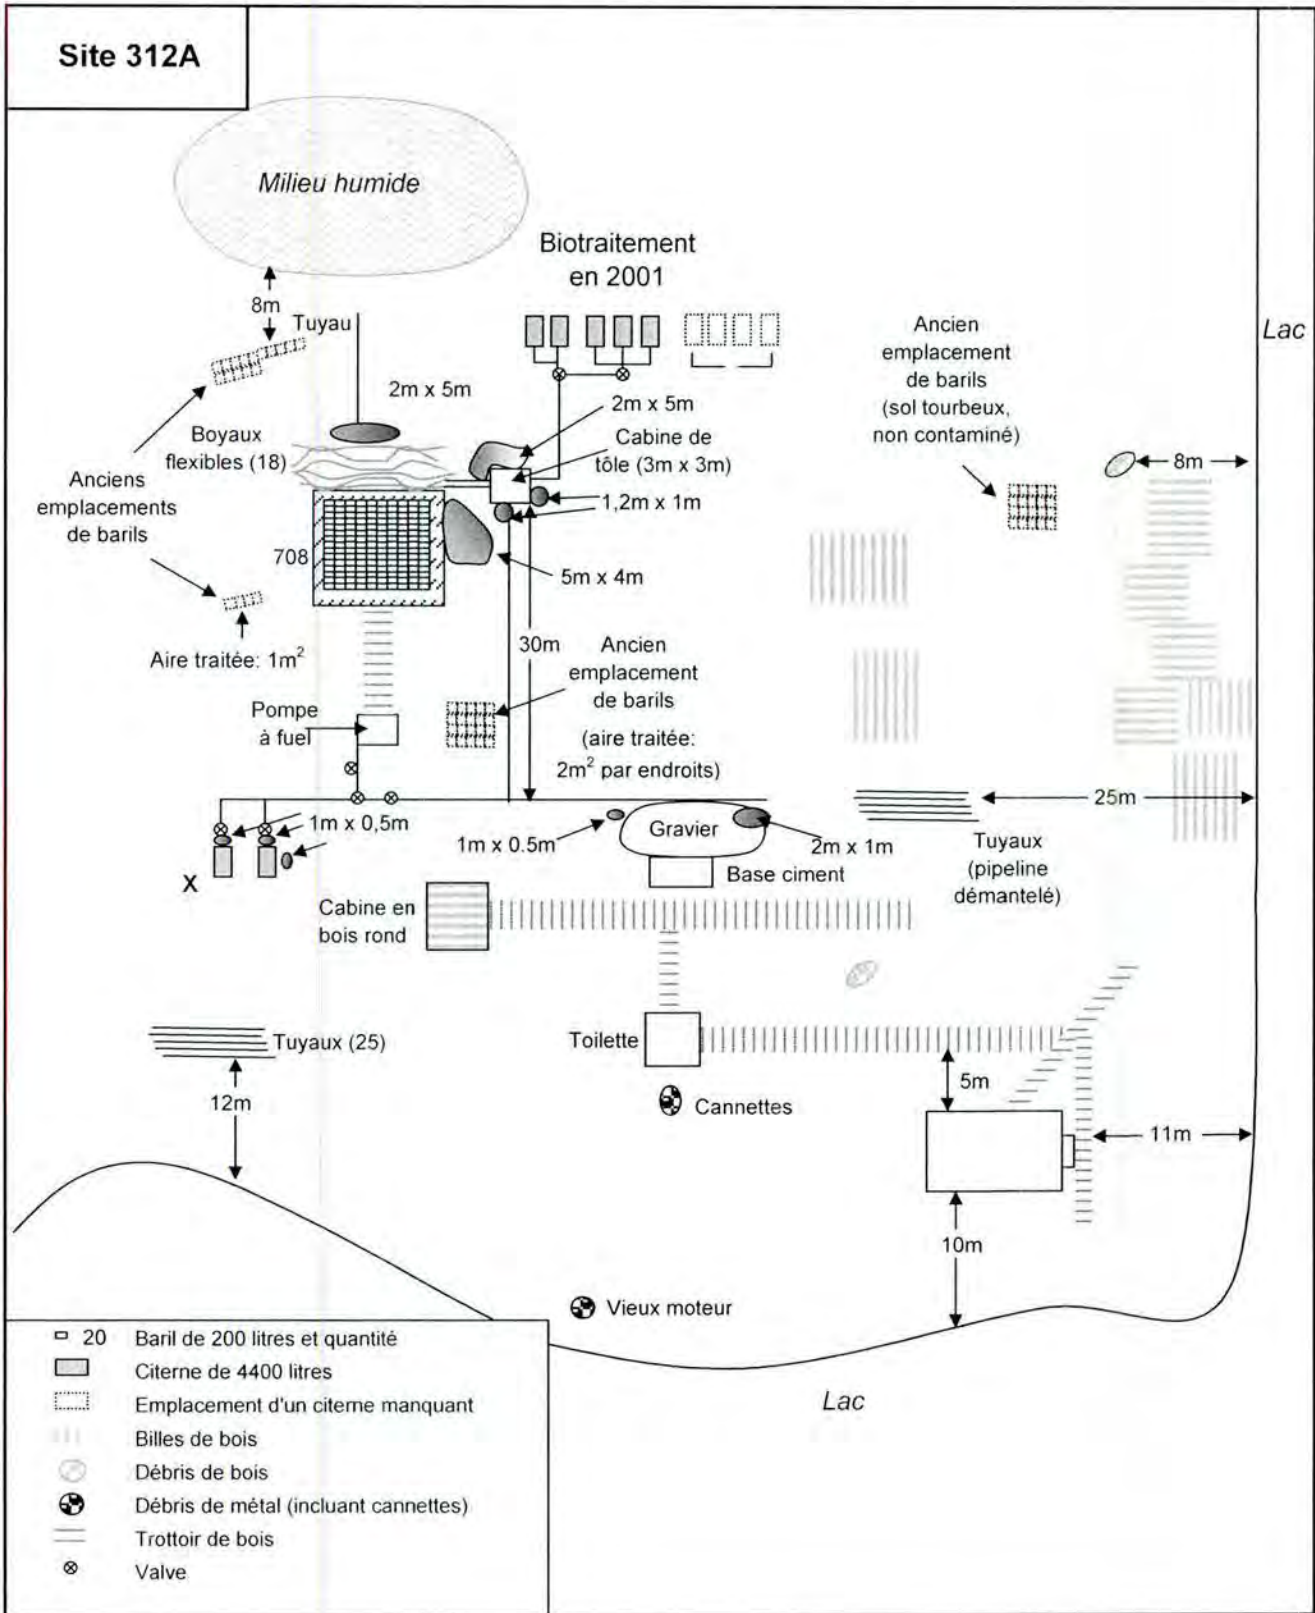 Site 312A
Milieu humide
Biotraitement
en 2001
8m
Tuyau
2m x 5m
2m x 5m
Cabine de
tôle (3m x 3m)
Boyaux
flexibles (18)
1,2m x 1m
Anciens
emplacements
de barils
708
5m x 4m
Ancien
emplacement
de barils
(sol tourbeux,
non contaminé)
Lac
8m
Aire traitée: 1m²
30m
Ancien
emplacement
de barils
(aire traitée:
2m² par endroits)
Pompe
à fuel
1m x 0,5m
X
1m x 0.5m
Gravier
2m x 1m
Base ciment
25m
Tuyaux
(pipeline
démantelé)
Cabine en
bois rond
Tuyaux (25)
12m
Toilette
Cannettes
5m
11m
10m
Vieux moteur
Lac
20 Baril de 200 litres et quantité
Citerne de 4400 litres
Emplacement d'un citerne manquant
Billes de bois
Débris de bois
Débris de métal (incluant cannettes)
Trottoir de bois
Valve